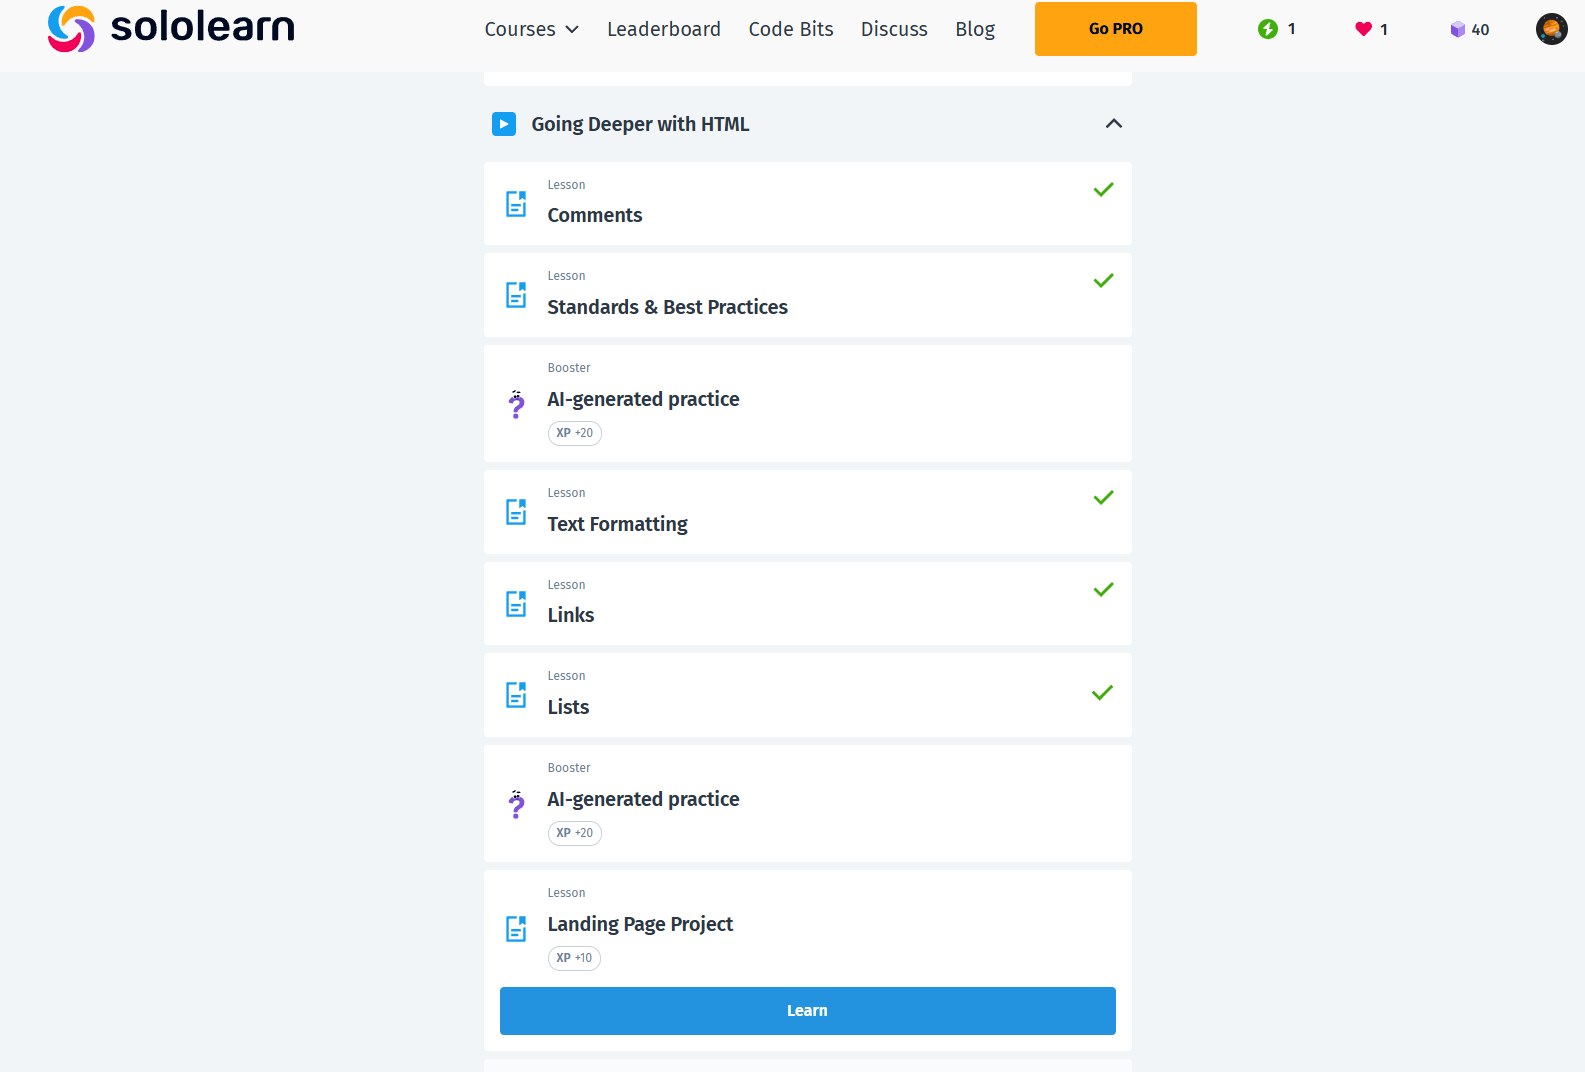 sololearn
Courses Leaderboard Code Bits Discuss Blog Go PRO 1 1 40
Going Deeper with HTML
Lesson
Comments
Lesson
Standards & Best Practices
Booster
AI-generated practice
XP +20
Lesson
Text Formatting
Lesson
Links
Lesson
Lists
Booster
AI-generated practice
XP +20
Lesson
Landing Page Project
XP +10
Learn